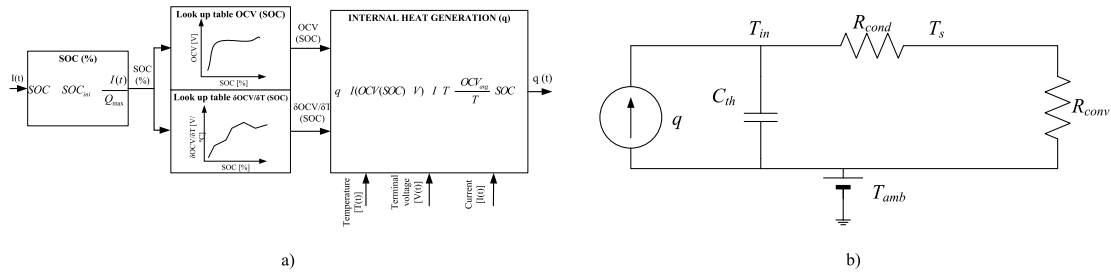 a)
Look up table OCV (SOC)
OCV [V]
SOC [%]
OCV
(SOC)
INTERNAL HEAT GENERATION (q)
SOC (%)
I(t)
SOC SOC_ini I(t) / Q_max
SOC
(%)
q I(OCV(SOC) V) I T OCV_avg / T SOC
q (t)
Look up table δOCV/δT (SOC)
δOCV/δT [V/
°C]
SOC [%]
δOCV/δT
(SOC)
Temperature
[T(t)]
Terminal
voltage
[V(t)]
Current
[I(t)]
a)
T_in
R_cond
T_s
C_th
q
R_conv
T_amb
b)